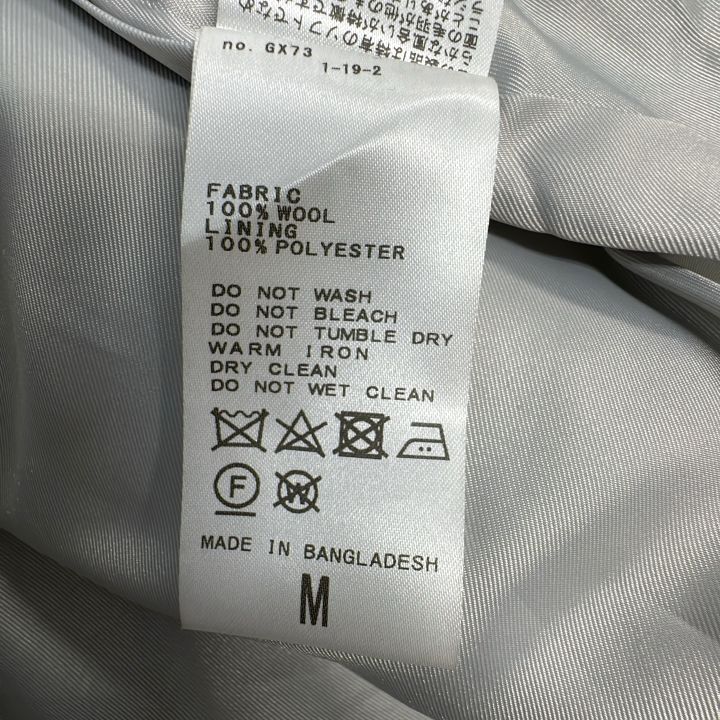 no. GX73
1-19-2
FABRIC
100% WOOL
LINING
100% POLYESTER
DO NOT WASH
DO NOT BLEACH
DO NOT TUMBLE DRY
WARM IRON
DRY CLEAN
DO NOT WET CLEAN
F W
MADE IN BANGLADESH
M